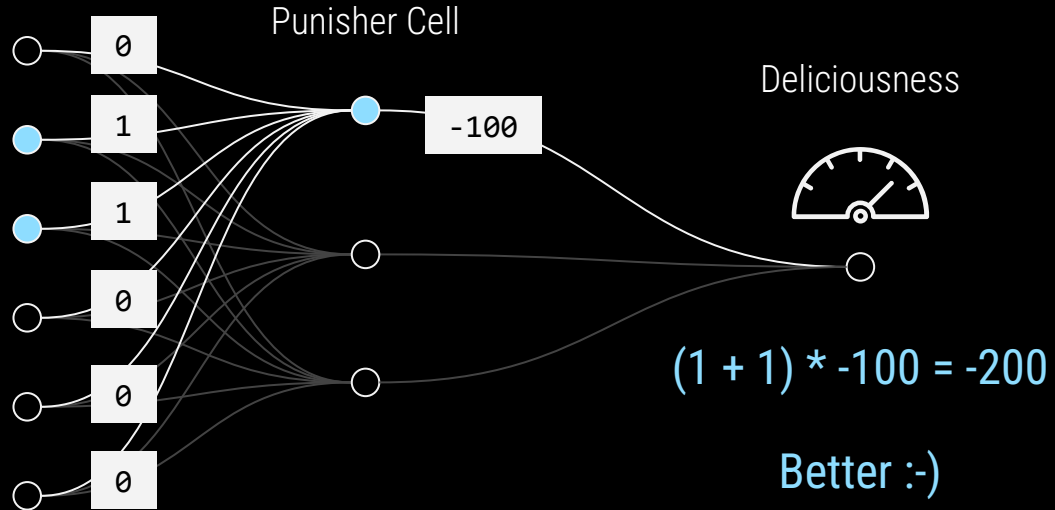 Punisher Cell
0
1
1
0
0
0
-100
Deliciousness
(1 + 1) * -100 = -200
Better :-)